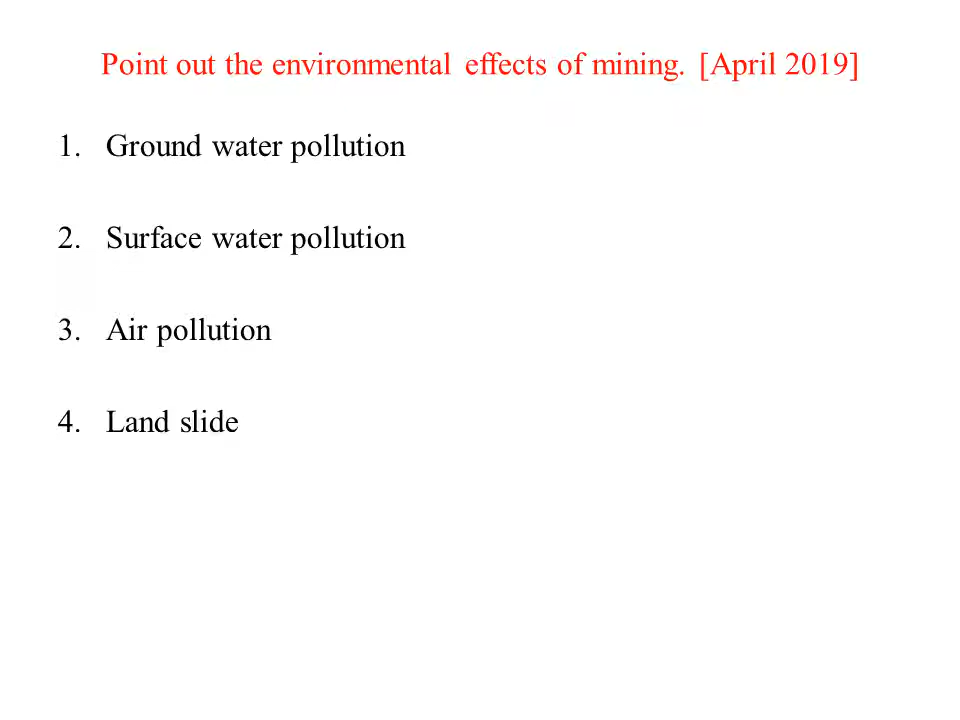 Point out the environmental effects of mining. [April 2019]
1. Ground water pollution
2. Surface water pollution
3. Air pollution
4. Land slide